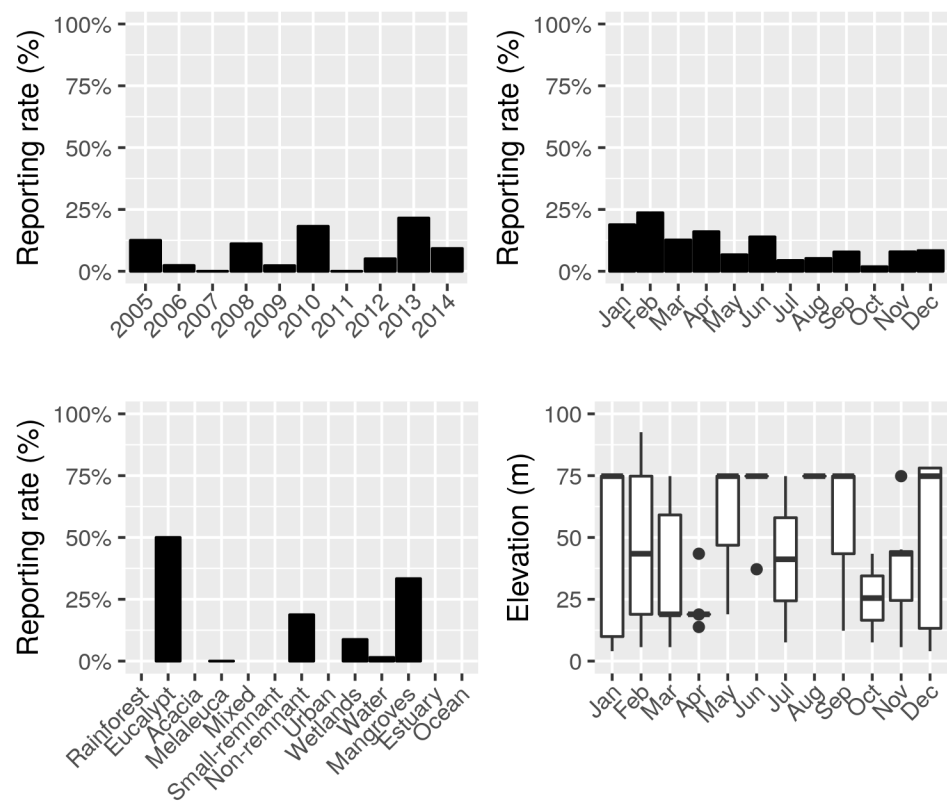 Reporting rate (%)
100%
75%
50%
25%
0%
2005 2006 2007 2008 2009 2010 2011 2012 2013 2014
Reporting rate (%)
100%
75%
50%
25%
0%
Jan Feb Mar Apr May Jun Jul Aug Sep Oct Nov Dec
Reporting rate (%)
100%
75%
50%
25%
0%
Rainforest Eucalypt Acacia Melaleuca Mixed Small-remnant Non-remnant Urban Wetlands Water Mangroves Estuary Ocean
Elevation (m)
100
75
50
25
0
Jan Feb Mar Apr May Jun Jul Aug Sep Oct Nov Dec